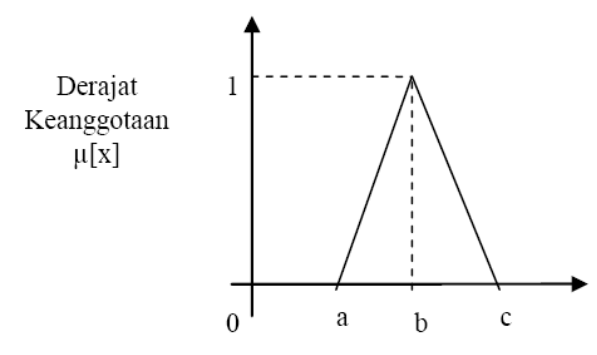 Derajat
Keanggotaan
μ[x]
1
0
a
b
c